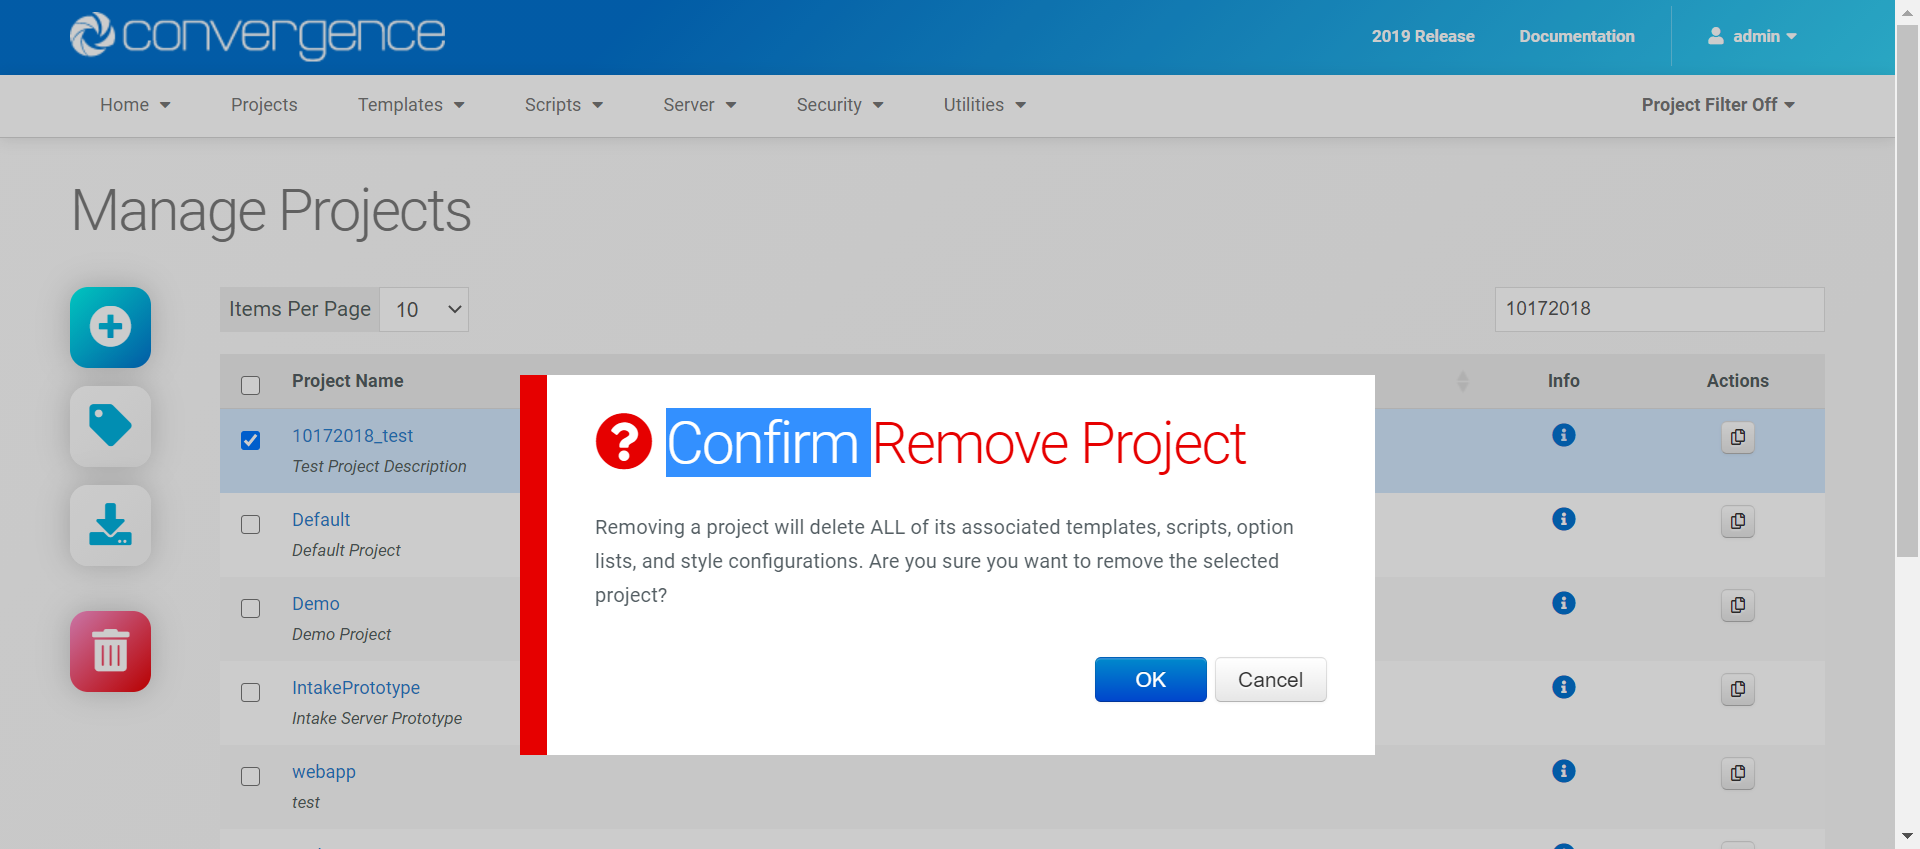 convergence
2019 Release
Documentation
admin
Home
Projects
Templates
Scripts
Server
Security
Utilities
Project Filter Off
Manage Projects
Items Per Page
10
10172018
Project Name
Info
Actions
10172018_test
Test Project Description
Default
Default Project
Demo
Demo Project
IntakePrototype
Intake Server Prototype
webapp
test
Confirm Remove Project
Removing a project will delete ALL of its associated templates, scripts, option
lists, and style configurations. Are you sure you want to remove the selected
project?
OK
Cancel